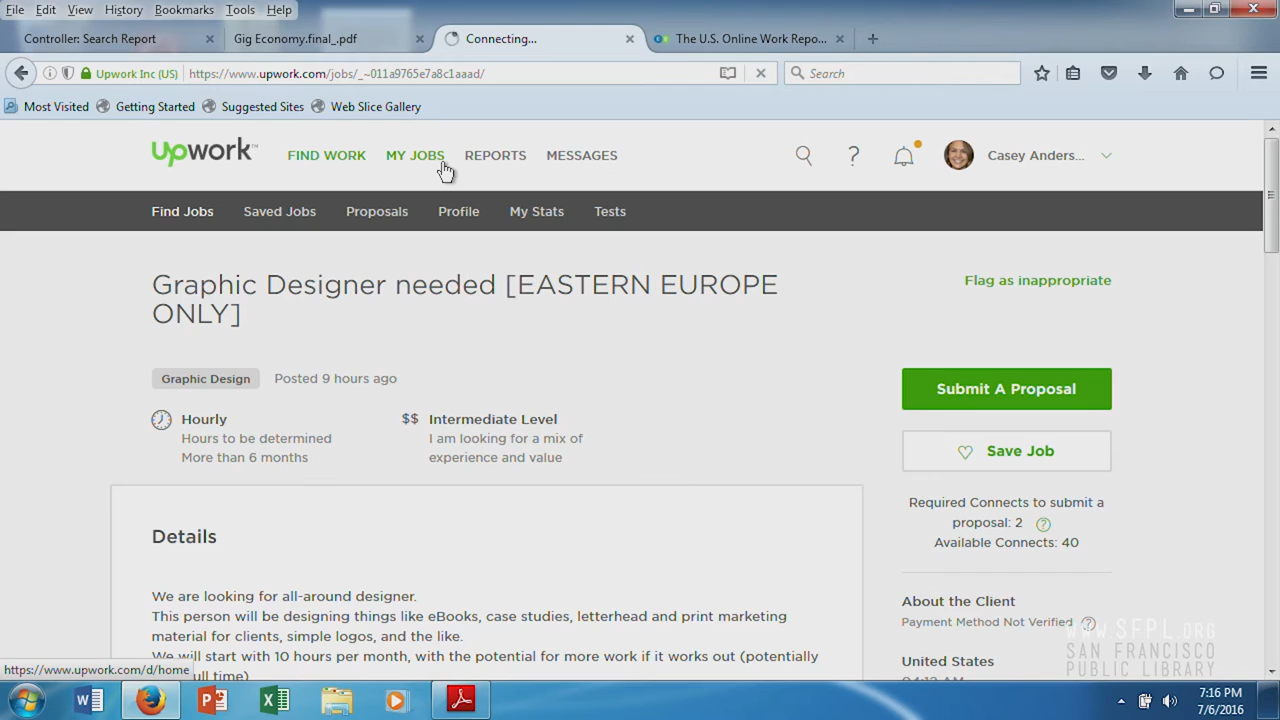 File Edit View History Bookmarks Tools Help
Controller: Search Report
Gig Economy.final_.pdf
Connecting...
The U.S. Online Work Repo...
Upwork Inc (US)
https://www.upwork.com/jobs/_~011a9765e7a8c1aaad/
Search
Most Visited
Getting Started
Suggested Sites
Web Slice Gallery
upwork™
FIND WORK
MY JOBS
REPORTS
MESSAGES
Casey Anders...
Find Jobs
Saved Jobs
Proposals
Profile
My Stats
Tests
Graphic Designer needed [EASTERN EUROPE
ONLY]
Flag as inappropriate
Graphic Design
Posted 9 hours ago
Hourly
Hours to be determined
More than 6 months
$$ Intermediate Level
I am looking for a mix of
experience and value
Submit A Proposal
Save Job
Required Connects to submit a
proposal: 2
Available Connects: 40
Details
We are looking for all-around designer.
This person will be designing things like eBooks, case studies, letterhead and print marketing
material for clients, simple logos, and the like.
We will start with 10 hours per month, with the potential for more work if it works out (potentially
full time)
About the Client
Payment Method Not Verified
United States
WWW.SFPL.ORG
SAN FRANCISCO
PUBLIC LIBRARY
https://www.upwork.com/d/home
7:16 PM
7/6/2016